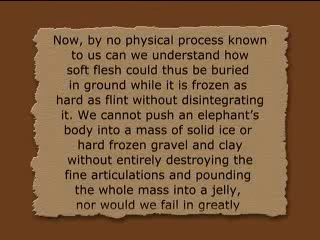 Now, by no physical process known
to us can we understand how
soft flesh could thus be buried
in ground while it is frozen as
hard as flint without disintegrating
it. We cannot push an elephant's
body into a mass of solid ice or
hard frozen gravel and clay
without entirely destroying the
fine articulations and pounding
the whole mass into a jelly,
nor would we fail in greatly